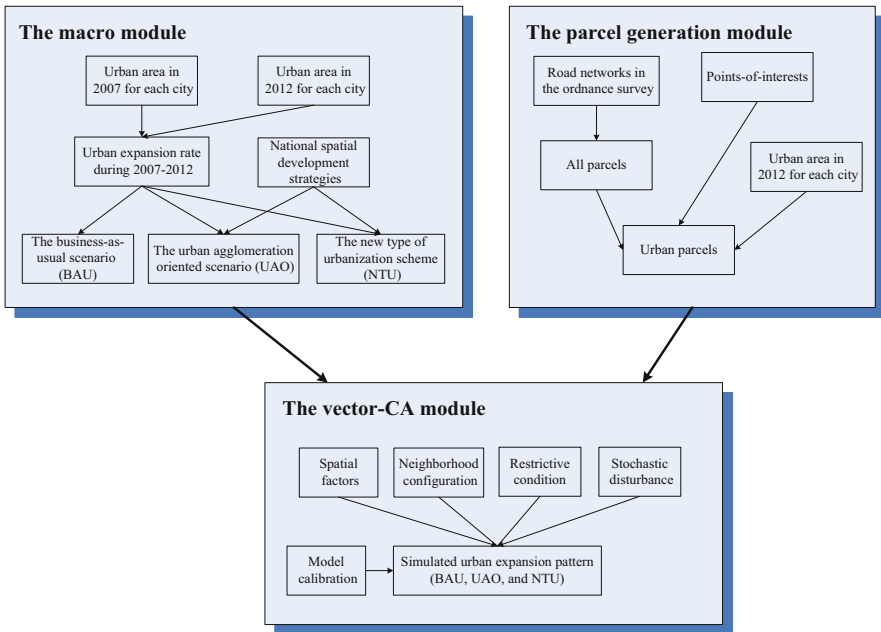 The macro module
Urban area in
2007 for each city
Urban area in
2012 for each city
Urban expansion rate
during 2007-2012
National spatial
development
strategies
The business-as-
usual scenario
(BAU)
The urban agglomeration
oriented scenario (UAO)
The new type of
urbanization scheme
(NTU)
The parcel generation module
Road networks in
the ordnance survey
Points-of-interests
All parcels
Urban area in
2012 for each city
Urban parcels
The vector-CA module
Spatial
factors
Neighborhood
configuration
Restrictive
condition
Stochastic
disturbance
Model
calibration
Simulated urban expansion pattern
(BAU, UAO, and NTU)